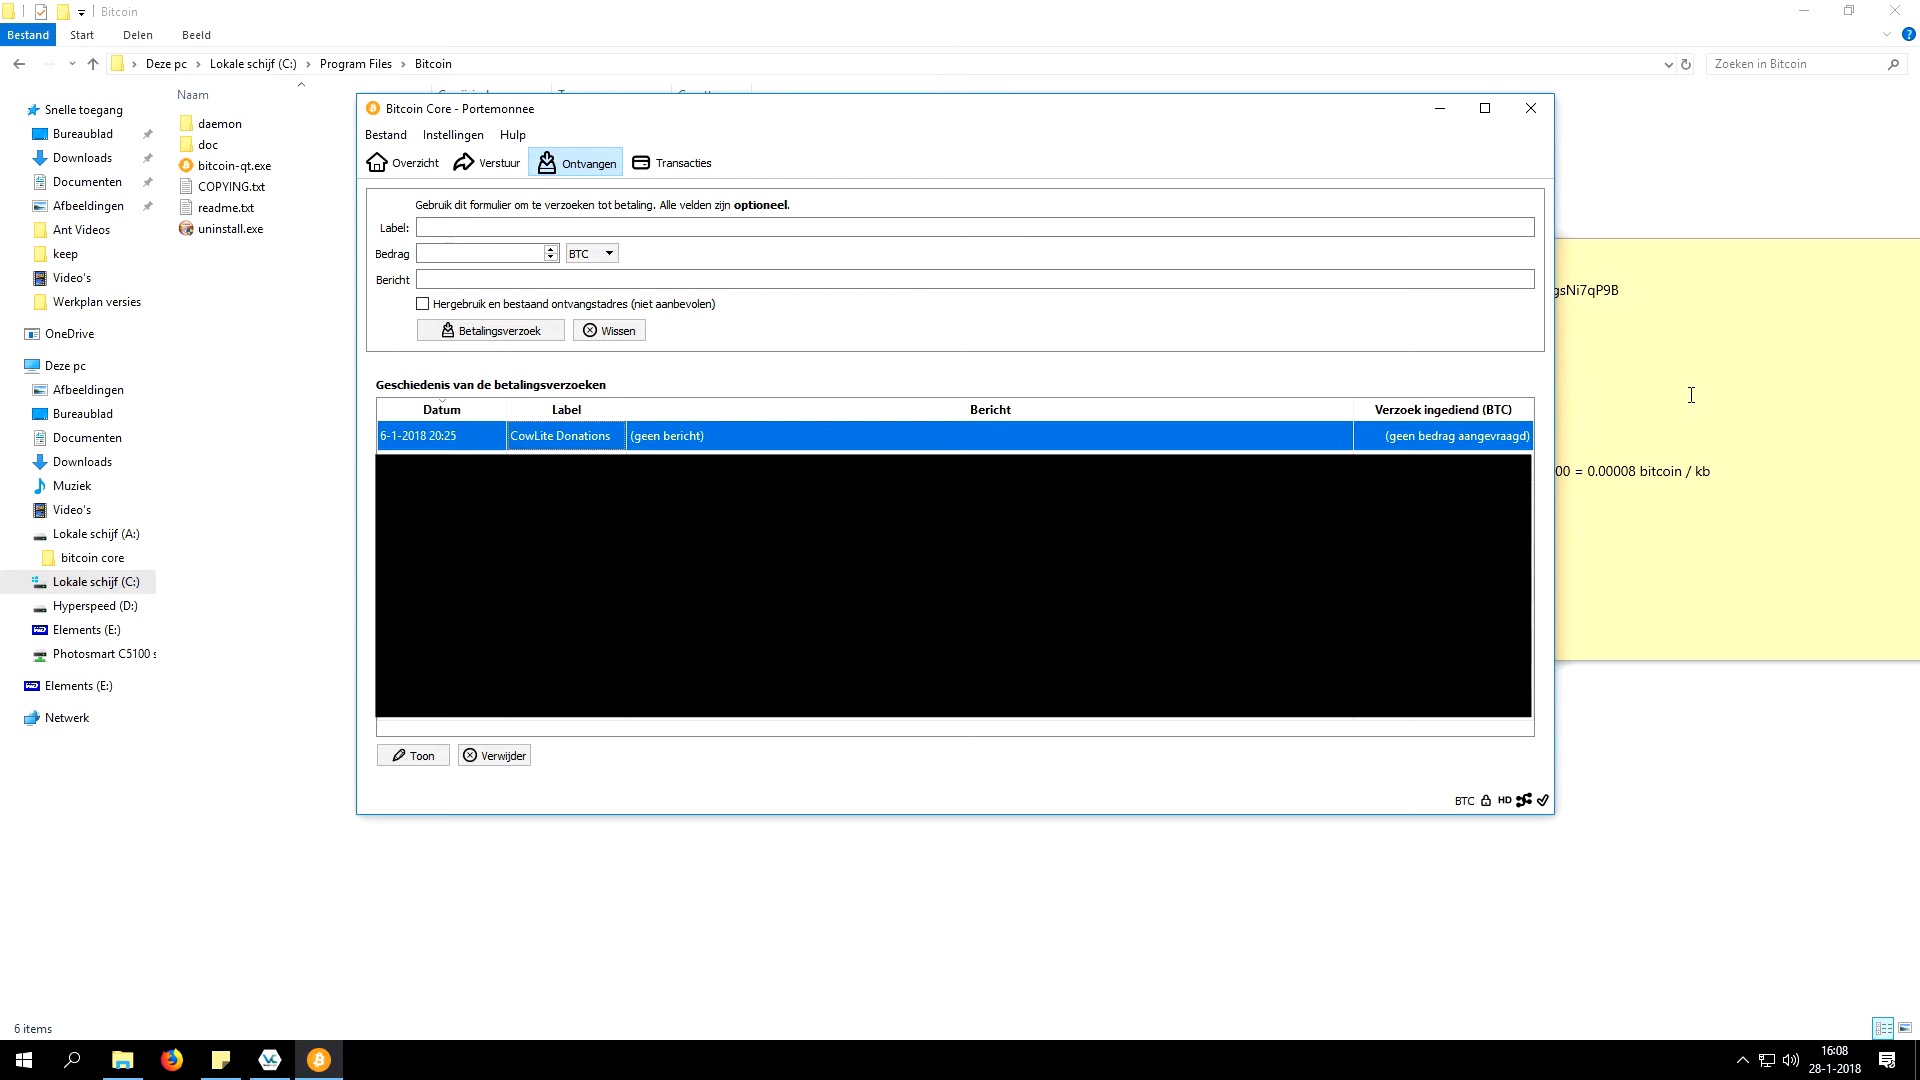 Bitcoin
Bestand Start Delen Beeld
Deze pc Lokale schijf (C:) Program Files Bitcoin
Zoeken in Bitcoin
Snelle toegang
Bureaublad
Downloads
Documenten
Afbeeldingen
Ant Videos
keep
Video's
Werkplan versies
OneDrive
Deze pc
Afbeeldingen
Bureaublad
Documenten
Downloads
Muziek
Video's
Lokale schijf (A:)
bitcoin core
Lokale schijf (C:)
Hyperspeed (D:)
Elements (E:)
Photosmart C5100 s
Elements (E:)
Netwerk
Naam
daemon
doc
bitcoin-qt.exe
COPYING.txt
readme.txt
uninstall.exe
Bitcoin Core - Portemonnee
Bestand Instellingen Hulp
Overzicht Verstuur Ontvangen Transacties
Gebruik dit formulier om te verzoeken tot betaling. Alle velden zijn optioneel.
Label:
Bedrag BTC
Bericht
Hergebruik en bestaand ontvangstadres (niet aanbevolen)
Betalingsverzoek Wissen
Geschiedenis van de betalingsverzoeken
Datum Label Bericht Verzoek ingediend (BTC)
6-1-2018 20:25 CowLite Donations (geen bericht) (geen bedrag aangevraagd)
Toon Verwijder
BTC HD
gsNi7qP9B
00 = 0.00008 bitcoin / kb
6 items
16:08
28-1-2018